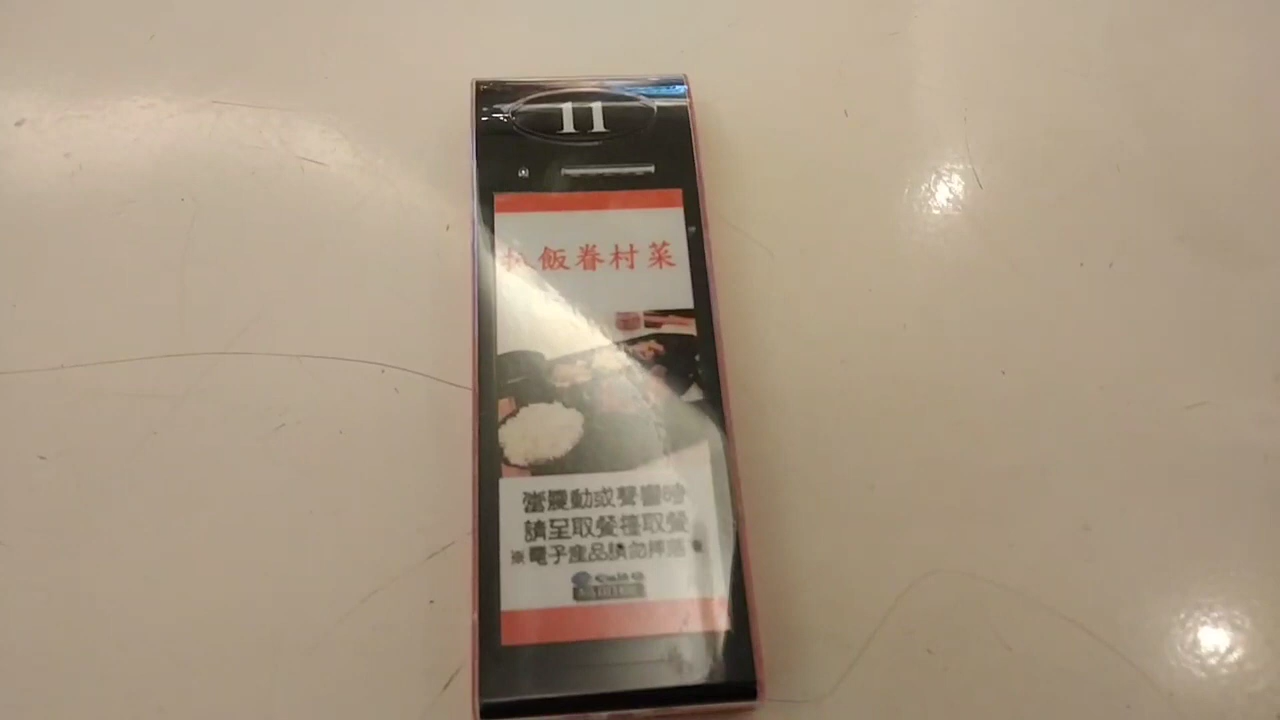 11
扒飯眷村菜
當震動或聲響時
請至取餐檯取餐
※電子產品請勿摔落※